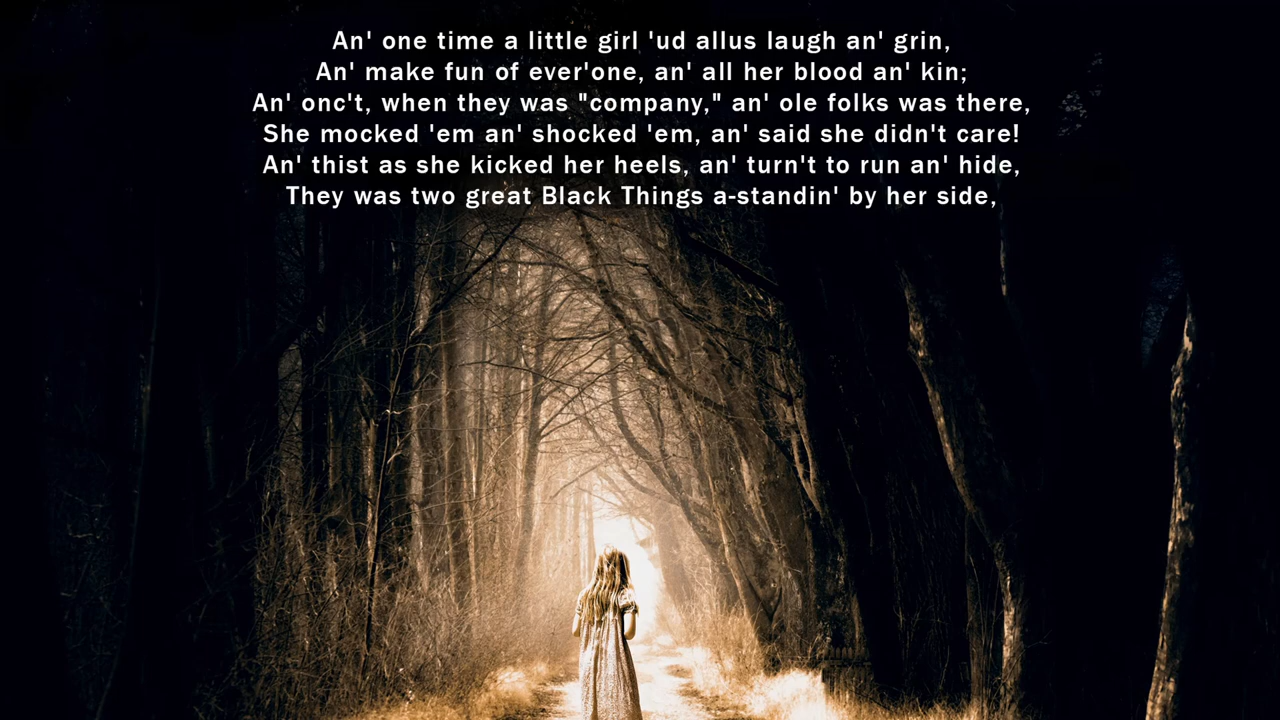 An' one time a little girl 'ud allus laugh an' grin,
An' make fun of ever'one, an' all her blood an' kin;
An' onc't, when they was "company," an' ole folks was there,
She mocked 'em an' shocked 'em, an' said she didn't care!
An' thist as she kicked her heels, an' turn't to run an' hide,
They was two great Black Things a-standin' by her side,